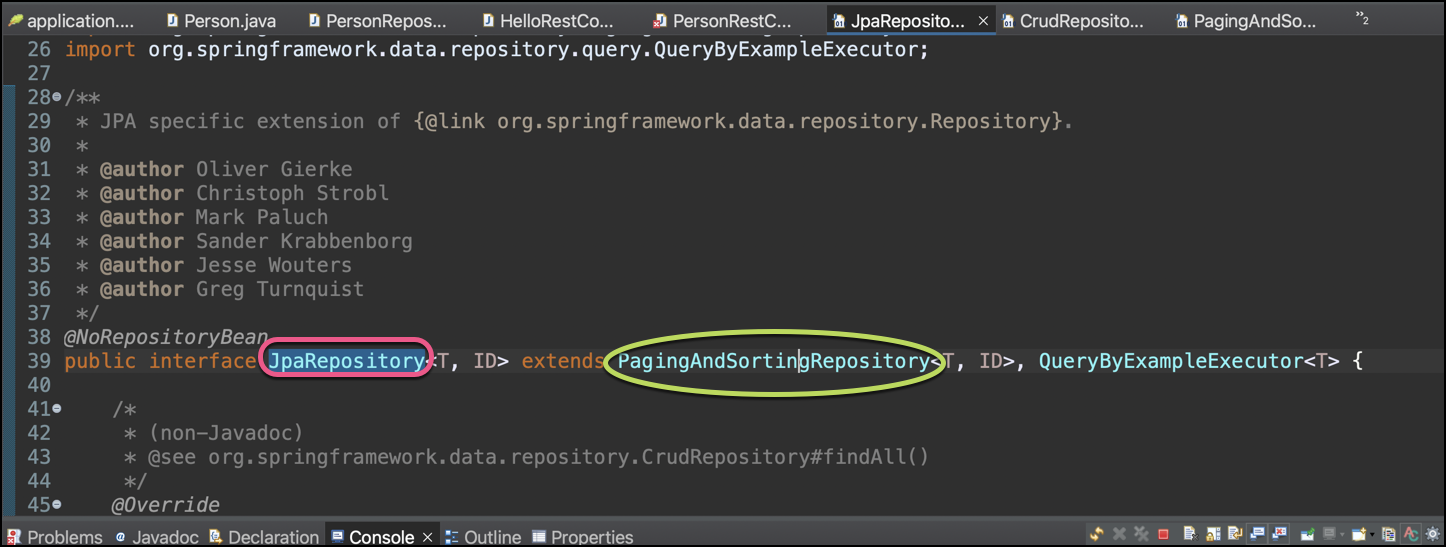 application.... Person.java PersonRepos... HelloRestCo... PersonRestC... JpaReposito... CrudReposito... PagingAndSo... 2
26 import org.springframework.data.repository.query.QueryByExampleExecutor;
27
28 /**
29 * JPA specific extension of {@link org.springframework.data.repository.Repository}.
30 *
31 * @author Oliver Gierke
32 * @author Christoph Strobl
33 * @author Mark Paluch
34 * @author Sander Krabbenborg
35 * @author Jesse Wouters
36 * @author Greg Turnquist
37 */
38 @NoRepositoryBean
39 public interface JpaRepository<T, ID> extends PagingAndSortingRepository<T, ID>, QueryByExampleExecutor<T> {
40
41 /*
42 * (non-Javadoc)
43 * @see org.springframework.data.repository.CrudRepository#findAll()
44 */
45 @Override
Problems @ Javadoc Declaration Console Outline Properties